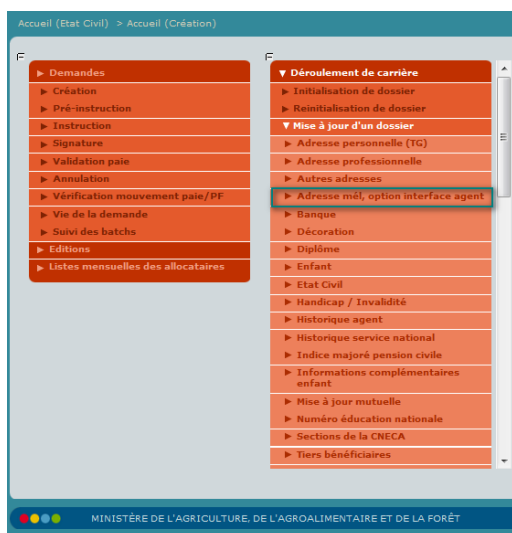 Accueil (Etat Civil) > Accueil (Création)
Demandes
Création
Pré-instruction
Instruction
Signature
Validation paie
Annulation
Vérification mouvement paie/PF
Vie de la demande
Suivi des batchs
Editions
Listes mensuelles des allocataires
Déroulement de carrière
Initialisation de dossier
Reinitialisation de dossier
Mise à jour d'un dossier
Adresse personnelle (TG)
Adresse professionnelle
Autres adresses
Adresse mél, option interface agent
Banque
Décoration
Diplôme
Enfant
Etat Civil
Handicap / Invalidité
Historique agent
Historique service national
Indice majoré pension civile
Informations complémentaires
enfant
Mise à jour mutuelle
Numéro éducation nationale
Sections de la CNECA
Tiers bénéficiaires
MINISTÈRE DE L'AGRICULTURE, DE L'AGROALIMENTAIRE ET DE LA FORÊT